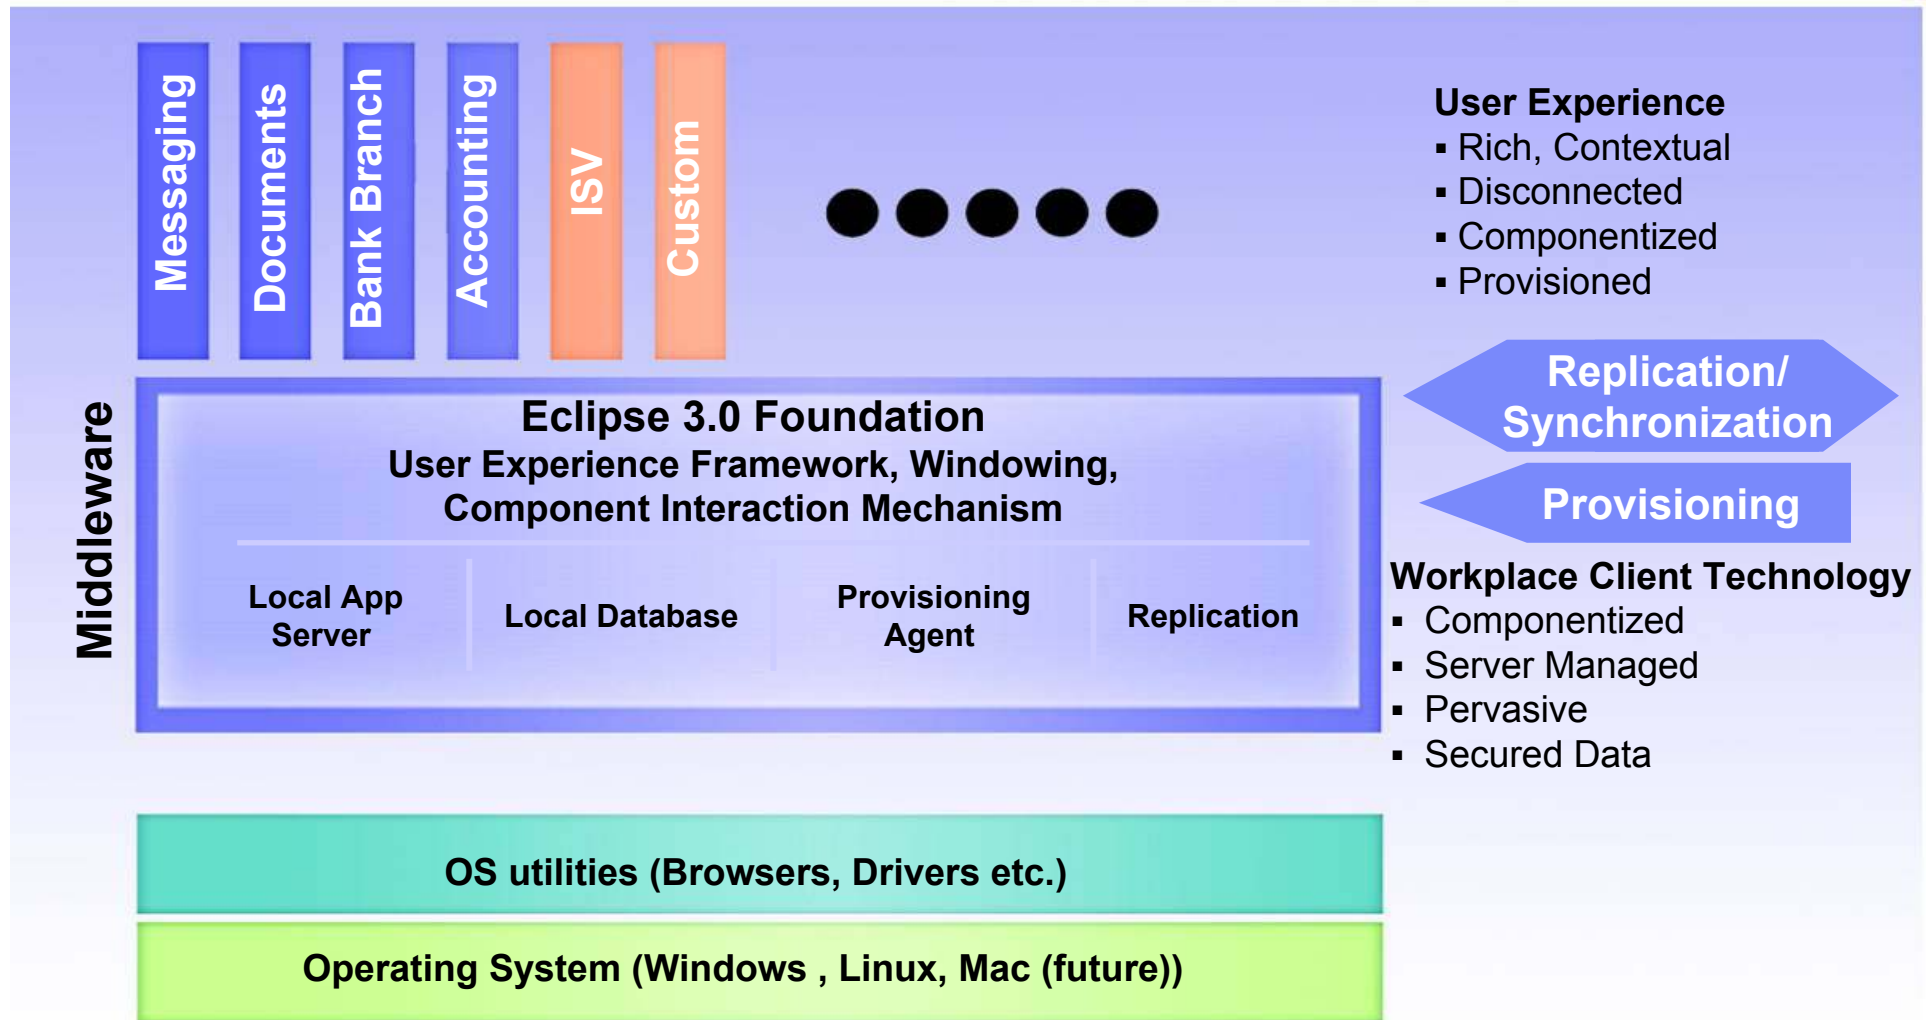 Messaging
Documents
Bank Branch
Accounting
ISV
Custom
User Experience
▪ Rich, Contextual
▪ Disconnected
▪ Componentized
▪ Provisioned
Replication/
Synchronization
Provisioning
Middleware
Eclipse 3.0 Foundation
User Experience Framework, Windowing,
Component Interaction Mechanism
Local App
Server
Local Database
Provisioning
Agent
Replication
Workplace Client Technology
▪ Componentized
▪ Server Managed
▪ Pervasive
▪ Secured Data
OS utilities (Browsers, Drivers etc.)
Operating System (Windows , Linux, Mac (future))